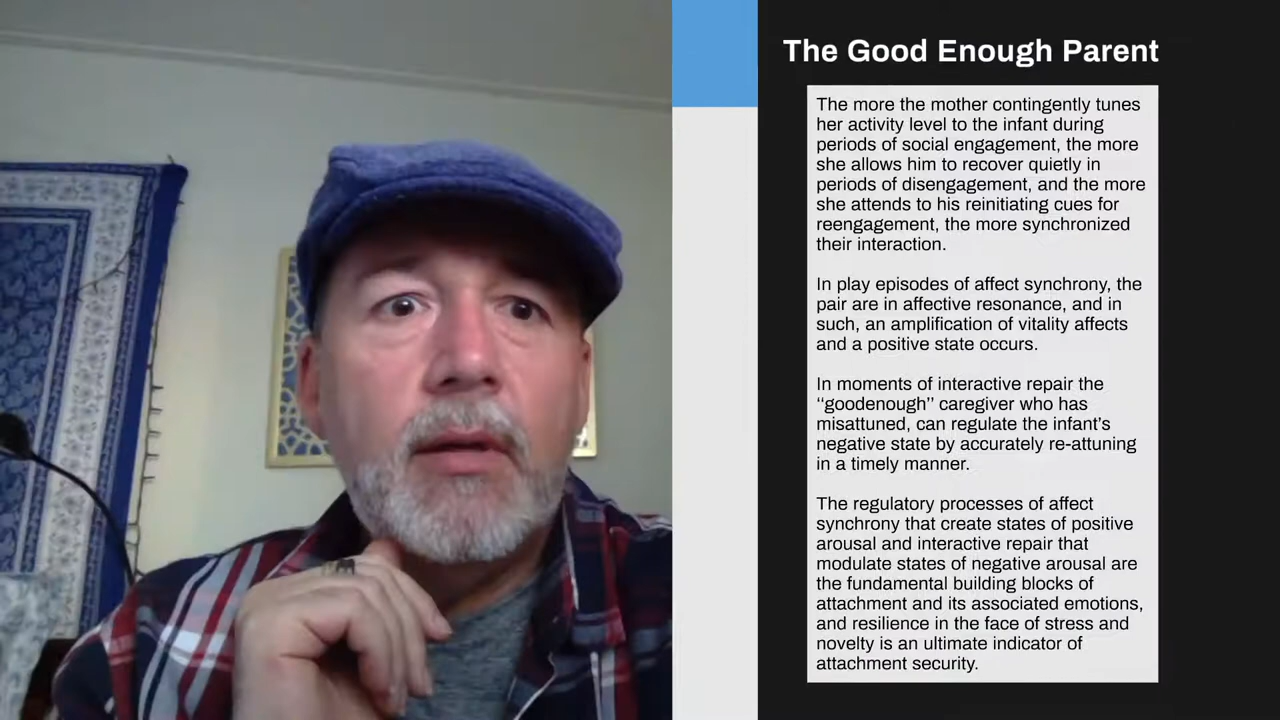 The Good Enough Parent
The more the mother contingently tunes
her activity level to the infant during
periods of social engagement, the more
she allows him to recover quietly in
periods of disengagement, and the more
she attends to his reinitiating cues for
reengagement, the more synchronized
their interaction.
In play episodes of affect synchrony, the
pair are in affective resonance, and in
such, an amplification of vitality affects
and a positive state occurs.
In moments of interactive repair the
‘‘goodenough’’ caregiver who has
misattuned, can regulate the infant’s
negative state by accurately re-attuning
in a timely manner.
The regulatory processes of affect
synchrony that create states of positive
arousal and interactive repair that
modulate states of negative arousal are
the fundamental building blocks of
attachment and its associated emotions,
and resilience in the face of stress and
novelty is an ultimate indicator of
attachment security.